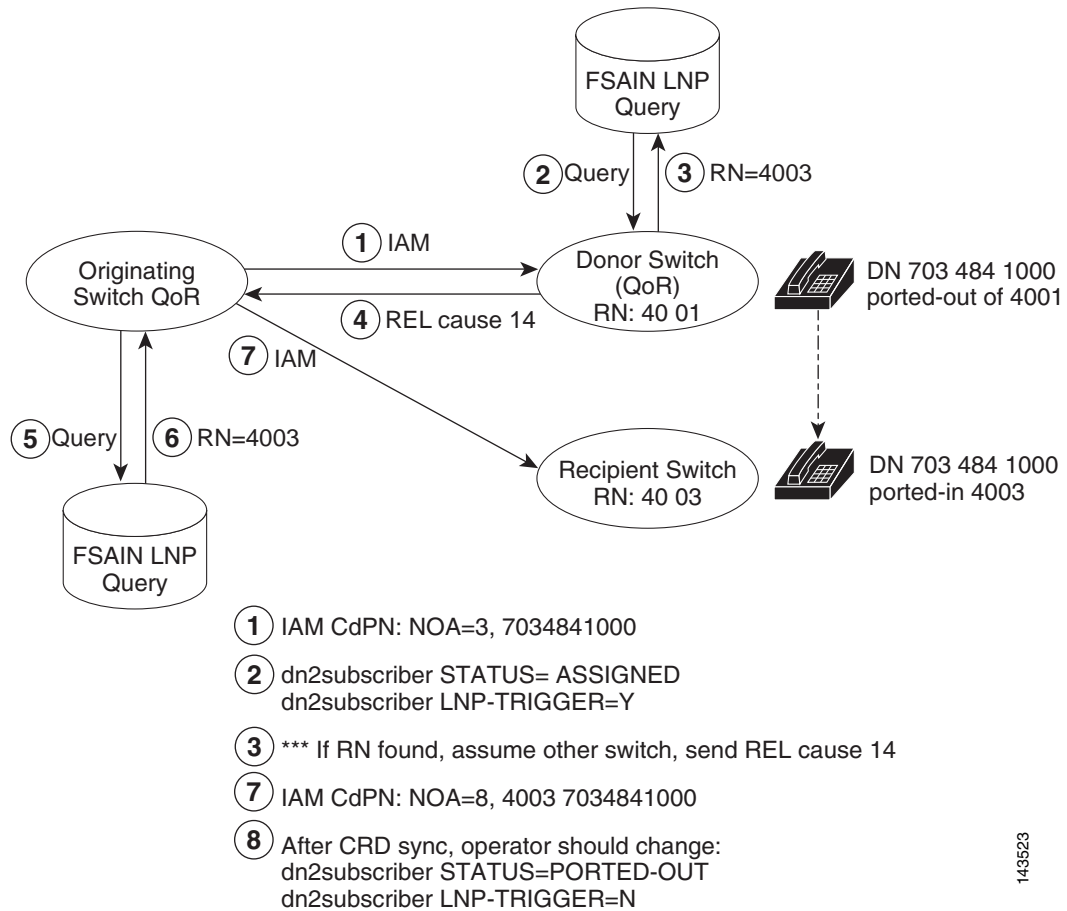 FSAIN LNP
Query
2 Query
3 RN=4003
1 IAM
Originating
Switch QoR
Donor Switch
(QoR)
RN: 40 01
DN 703 484 1000
ported-out of 4001
4 REL cause 14
7 IAM
5 Query
6 RN=4003
Recipient Switch
RN: 40 03
DN 703 484 1000
ported-in 4003
FSAIN LNP
Query
1 IAM CdPN: NOA=3, 7034841000
2 dn2subscriber STATUS= ASSIGNED
dn2subscriber LNP-TRIGGER=Y
3 *** If RN found, assume other switch, send REL cause 14
7 IAM CdPN: NOA=8, 4003 7034841000
8 After CRD sync, operator should change:
dn2subscriber STATUS=PORTED-OUT
dn2subscriber LNP-TRIGGER=N
143523